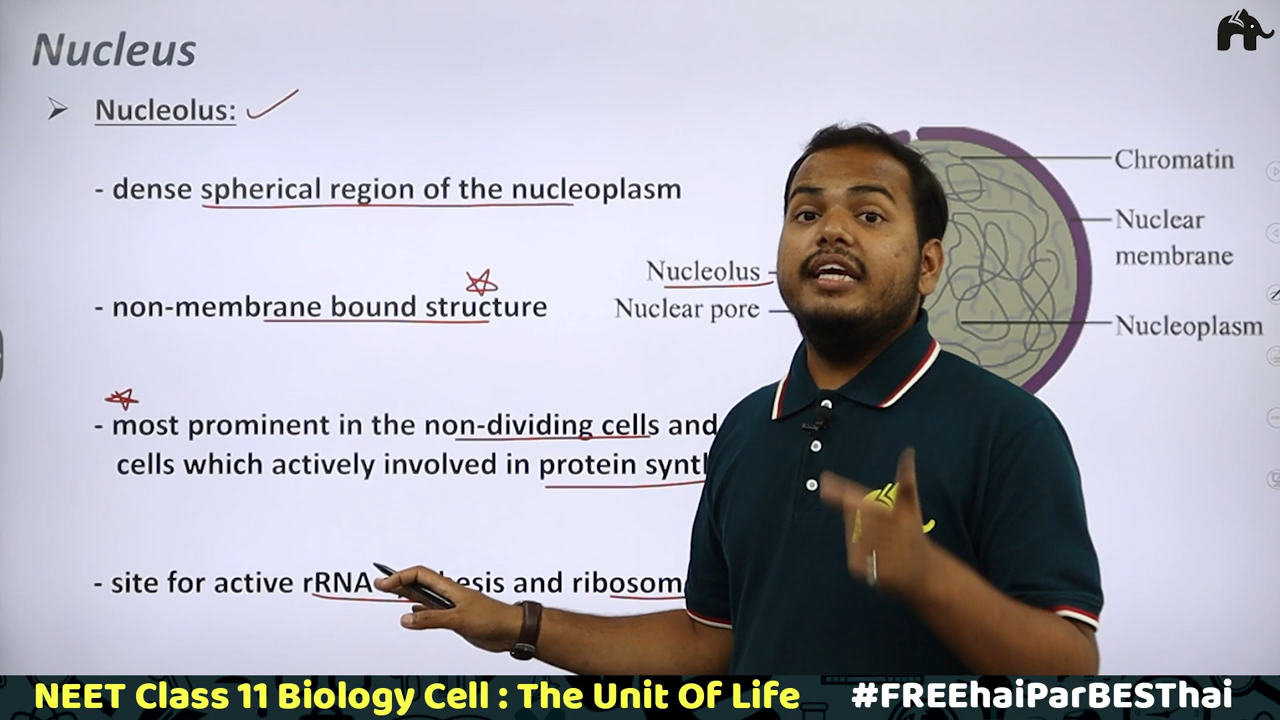 Nucleus
➢ Nucleolus:
- dense spherical region of the nucleoplasm
- non-membrane bound structure
- most prominent in the non-dividing cells and
cells which actively involved in protein
- site for active rRNA and
Chromatin
Nuclear
membrane
Nucleolus
Nuclear pore
Nucleoplasm
NEET Class 11 Biology Cell : The Unit Of Life
#FREEhaiParBESThai